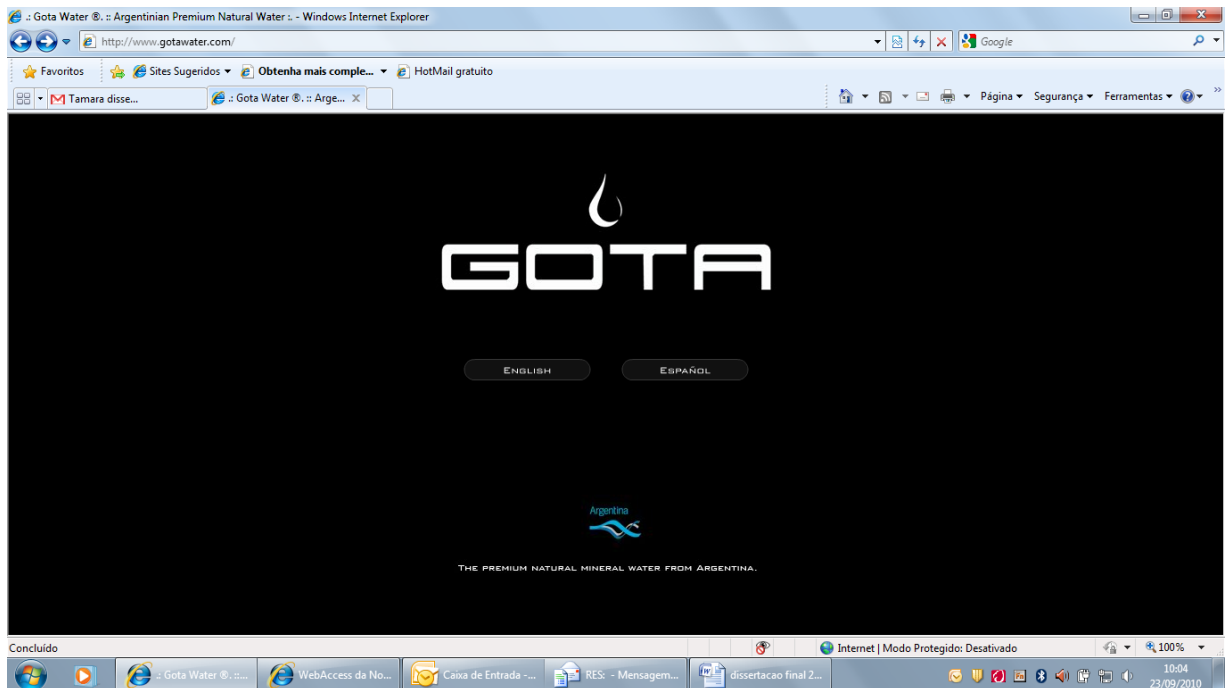 .: Gota Water ®. :: Argentinian Premium Natural Water :. - Windows Internet Explorer
http://www.gotawater.com/
Google
Favoritos Sites Sugeridos Obtenha mais comple... HotMail gratuito
Tamara disse... .: Gota Water ®. :: Arge... X Página Segurança Ferramentas
GOTA
English Español
Argentina
The premium natural mineral water from Argentina.
Concluído Internet | Modo Protegido: Desativado 100%
.: Gota Water ®. ::... WebAccess da No... Caixa de Entrada -... RES: - Mensagem... dissertacao final 2... 10:04
23/09/2010